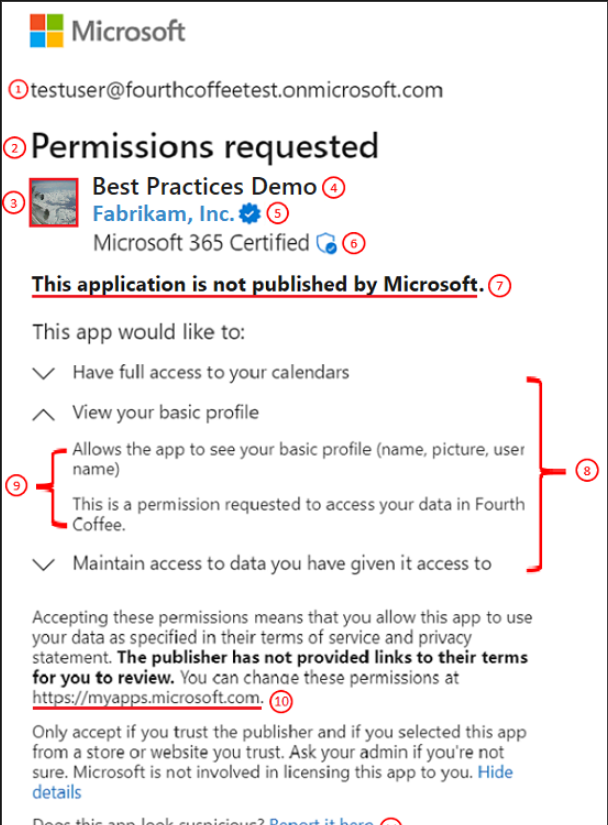 Microsoft
1 testuser@fourthcoffeetest.onmicrosoft.com
2 Permissions requested
3 Best Practices Demo 4
Fabrikam, Inc. 5
Microsoft 365 Certified 6
This application is not published by Microsoft. 7
This app would like to:
Have full access to your calendars
View your basic profile
Allows the app to see your basic profile (name, picture, user
name)
8
9
This is a permission requested to access your data in Fourth
Coffee.
Maintain access to data you have given it access to
Accepting these permissions means that you allow this app to use
your data as specified in their terms of service and privacy
statement. The publisher has not provided links to their terms
for you to review. You can change these permissions at
https://myapps.microsoft.com. 10
Only accept if you trust the publisher and if you selected this app
from a store or website you trust. Ask your admin if you're not
sure. Microsoft is not involved in licensing this app to you. Hide
details
Does this app look suspicious? Report it here